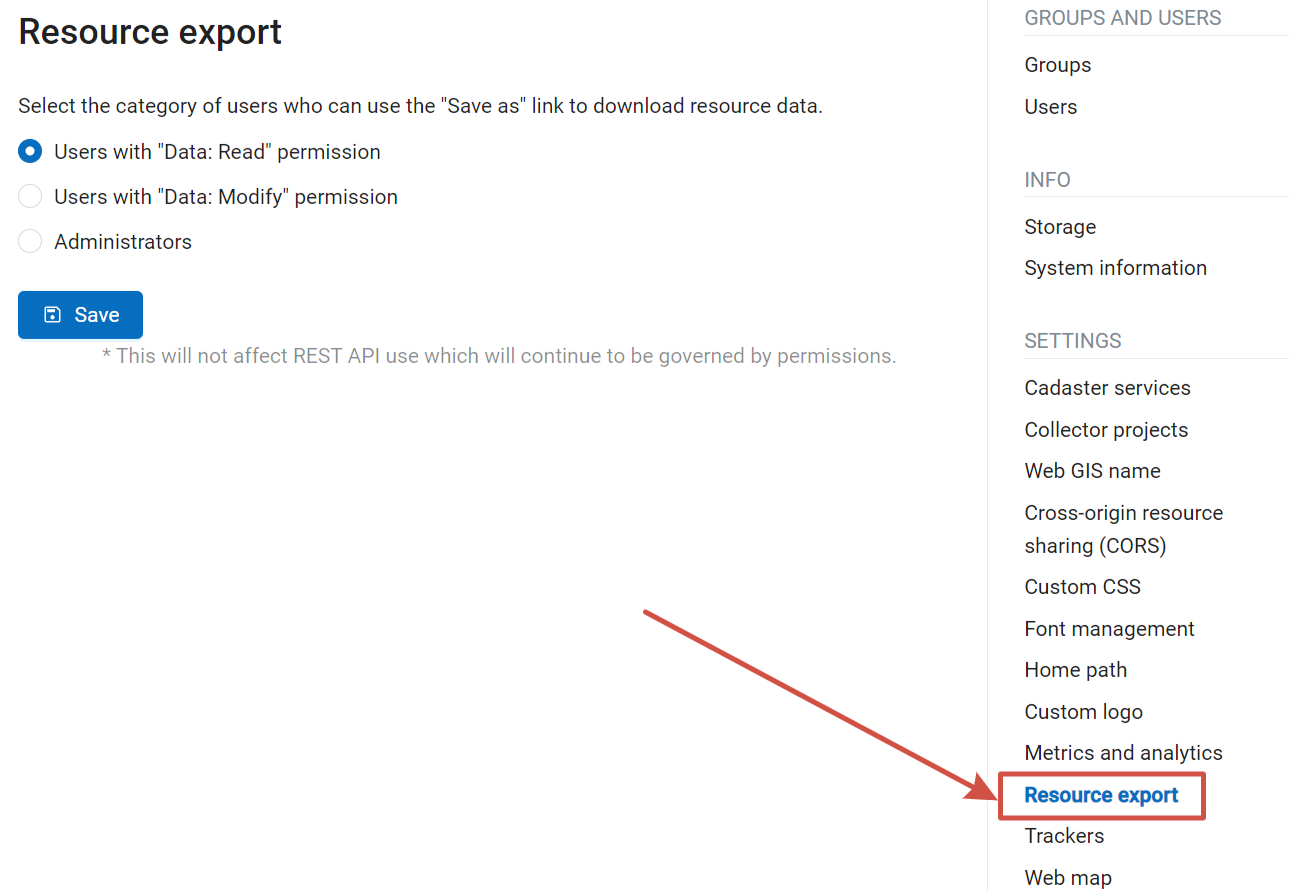 Resource export
Select the category of users who can use the "Save as" link to download resource data.
Users with "Data: Read" permission
Users with "Data: Modify" permission
Administrators
Save
* This will not affect REST API use which will continue to be governed by permissions.
GROUPS AND USERS
Groups
Users
INFO
Storage
System information
SETTINGS
Cadaster services
Collector projects
Web GIS name
Cross-origin resource
sharing (CORS)
Custom CSS
Font management
Home path
Custom logo
Metrics and analytics
Resource export
Trackers
Web map